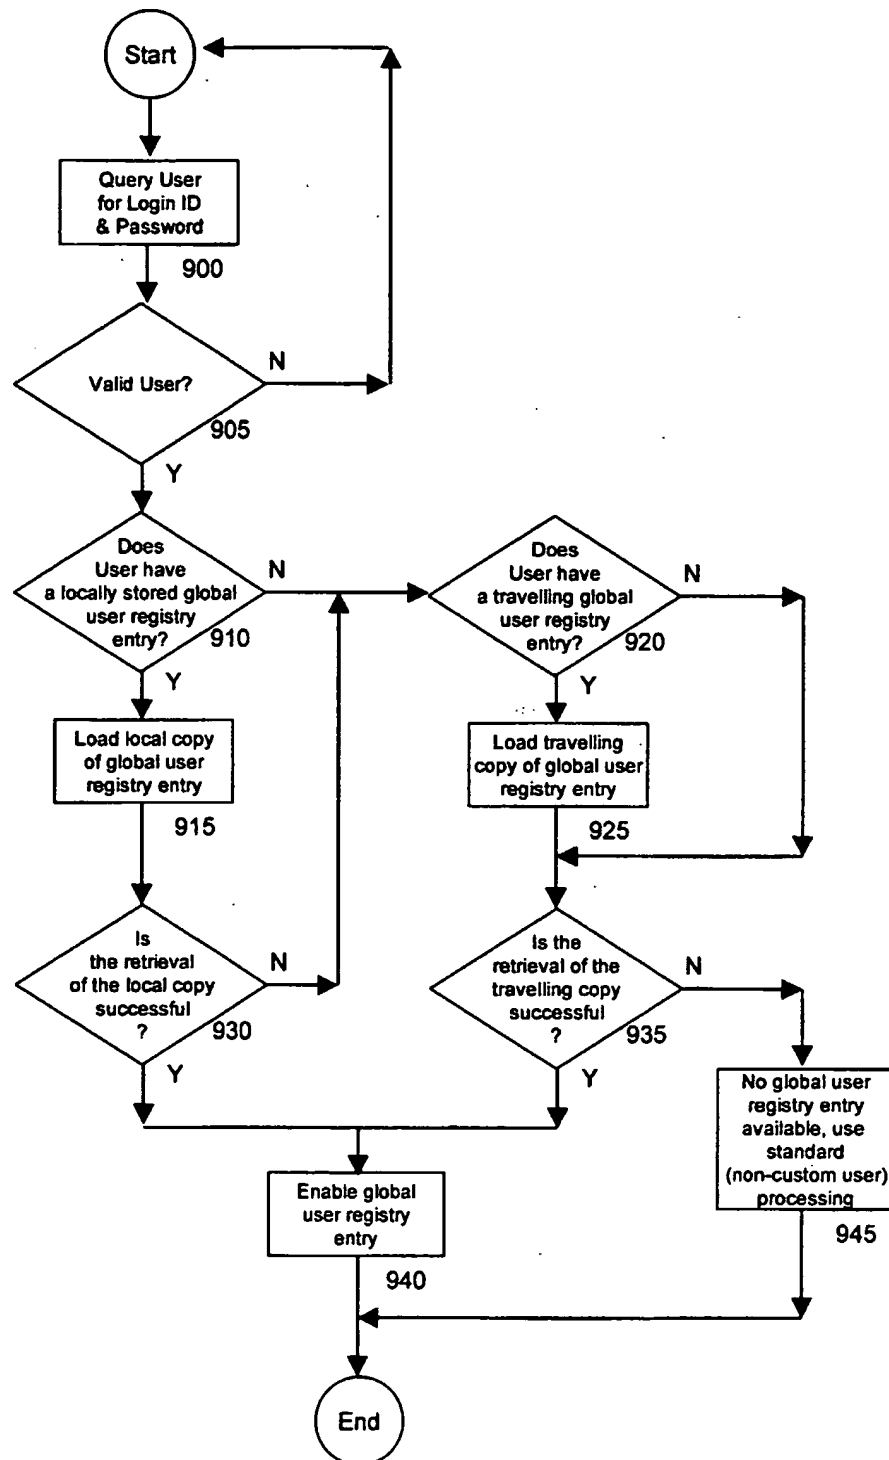 Start
Query User
for Login ID
& Password
900
Valid User?
N
905
Y
Does
User have
a locally stored global
user registry
entry?
N
910
Y
Does
User have
a travelling global
user registry
entry?
N
920
Y
Load local copy
of global user
registry entry
915
Load travelling
copy of global user
registry entry
925
Is
the retrieval
of the local copy
successful
?
N
930
Y
Is the
retrieval of the
travelling copy
successful
?
N
935
Y
No global user
registry entry
available, use
standard
(non-custom user)
processing
945
Enable global
user registry
entry
940
End